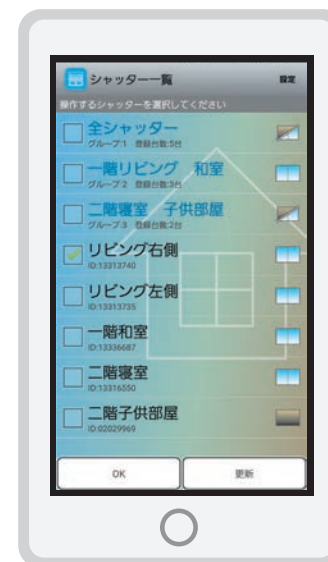 シャッター一覧 設定
操作するシャッターを選択してください
全シャッター
グループ:1 登録台数:5台
一階リビング 和室
グループ:2 登録台数:3台
二階寝室 子供部屋
グループ:3 登録台数:2台
リビング右側
ID:13313740
リビング左側
ID:13313735
一階和室
ID:13336687
二階寝室
ID:13316550
二階子供部屋
ID:02029969
OK 更新